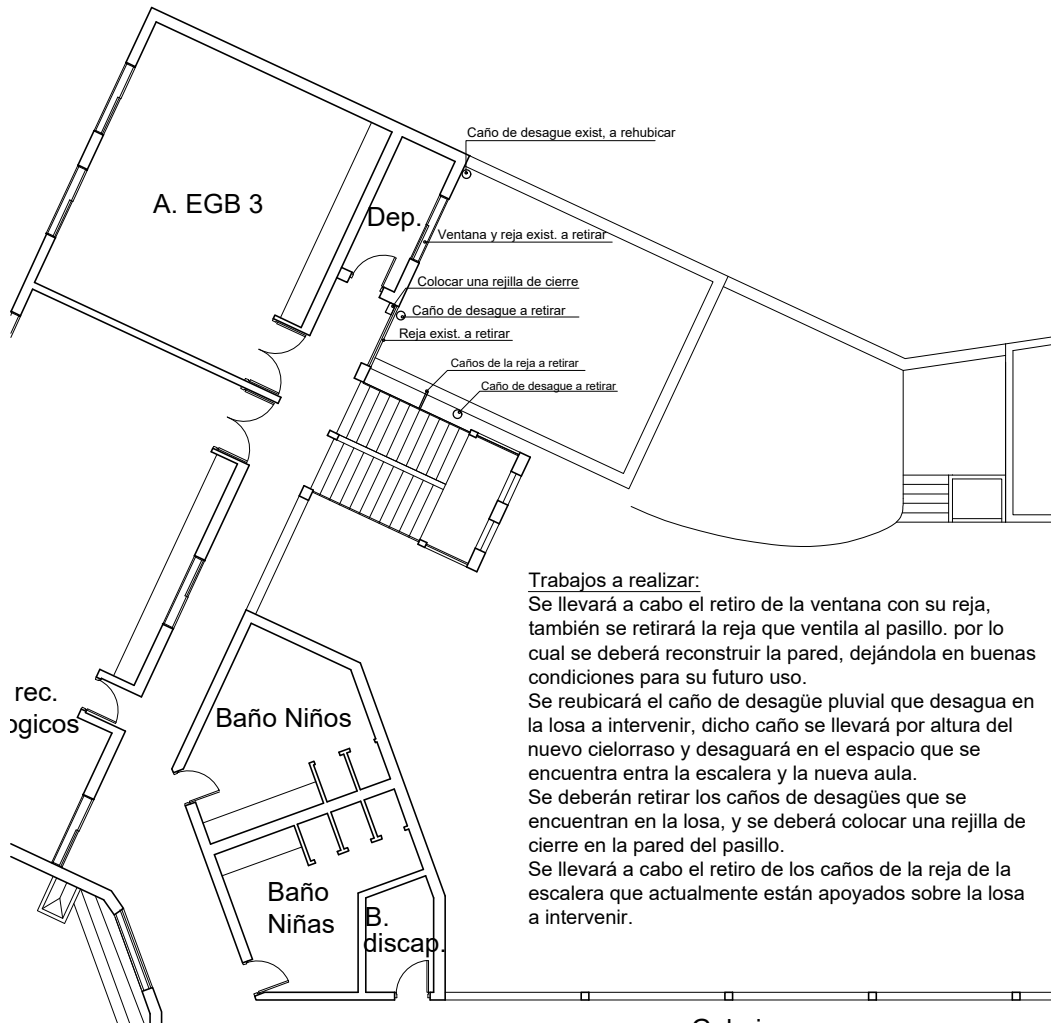 Caño de desague exist, a rehubicar
A. EGB 3
Dep.
Ventana y reja exist. a retirar
Colocar una rejilla de cierre
Caño de desague a retirar
Reja exist. a retirar
Caños de la reja a retirar
Caño de desague a retirar
Trabajos a realizar:
Se llevará a cabo el retiro de la ventana con su reja,
también se retirará la reja que ventila al pasillo. por lo
cual se deberá reconstruir la pared, dejándola en buenas
condiciones para su futuro uso.
Se reubicará el caño de desagüe pluvial que desagua en
la losa a intervenir, dicho caño se llevará por altura del
nuevo cielorraso y desaguará en el espacio que se
encuentra entra la escalera y la nueva aula.
Se deberán retirar los caños de desagües que se
encuentran en la losa, y se deberá colocar una rejilla de
cierre en la pared del pasillo.
Se llevará a cabo el retiro de los caños de la reja de la
escalera que actualmente están apoyados sobre la losa
a intervenir.
rec.
ogicos
Baño Niños
Baño
Niñas
B.
discap.